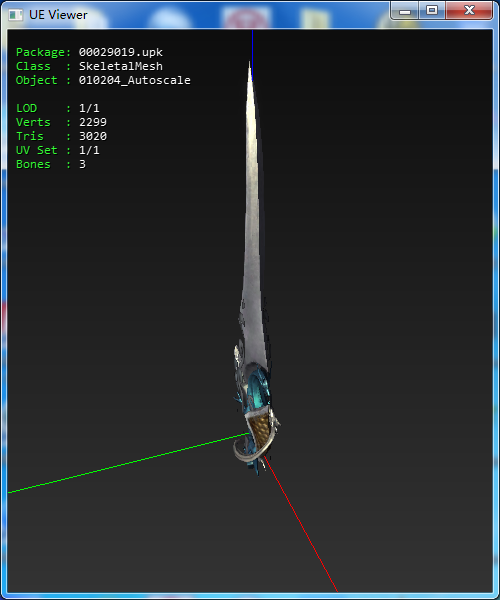 UE Viewer
Package: 00029019.upk
Class : SkeletalMesh
Object : 010204_Autoscale
LOD : 1/1
Verts : 2299
Tris : 3020
UV Set : 1/1
Bones : 3